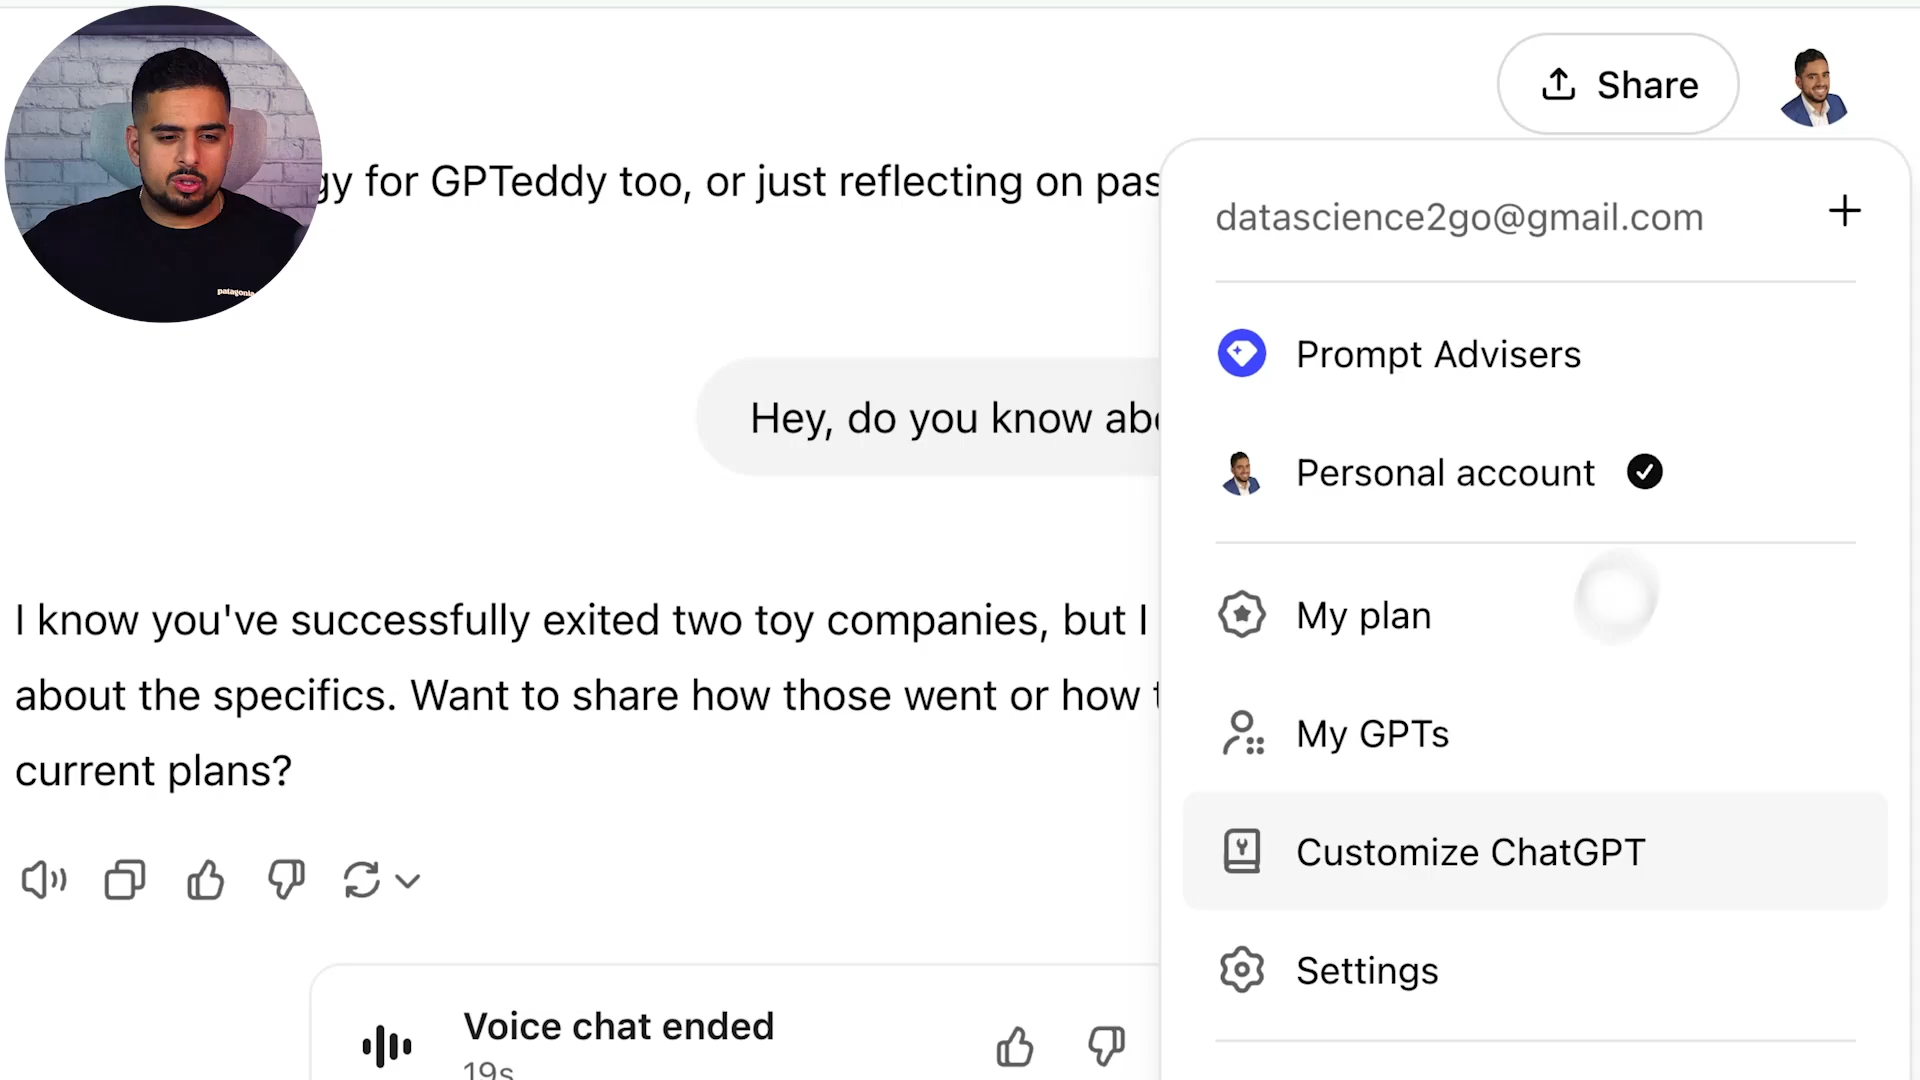 Share
gy for GPTeddy too, or just reflecting on pas
datascience2go@gmail.com
Prompt Advisers
Hey, do you know abo
Personal account
My plan
I know you've successfully exited two toy companies, but I
about the specifics. Want to share how those went or how t
current plans?
My GPTs
Customize ChatGPT
Settings
Voice chat ended
19s
patagonia